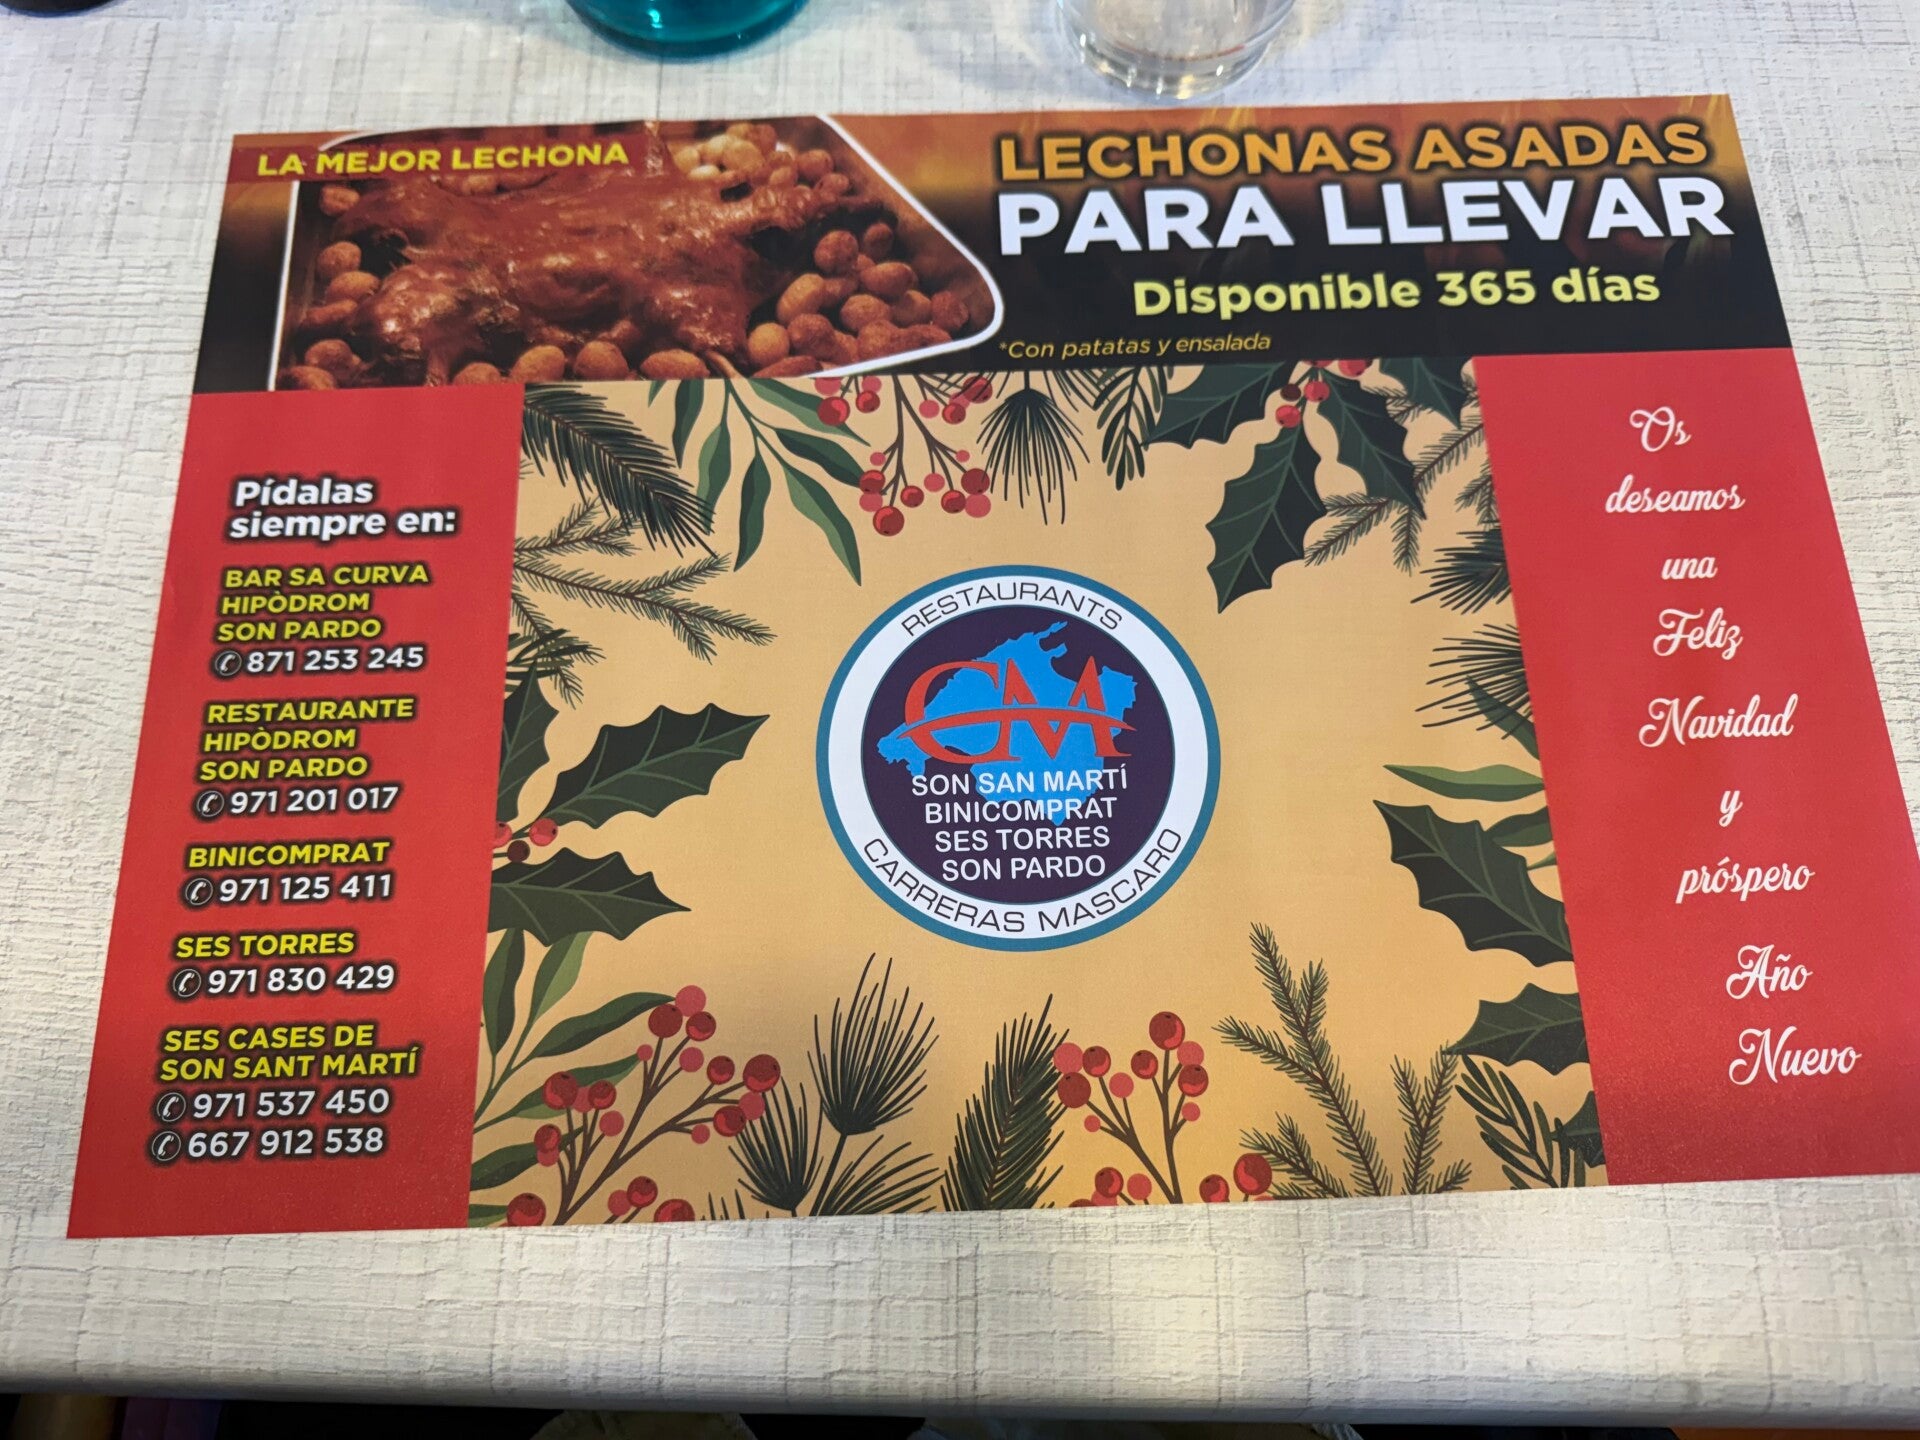 LA MEJOR LECHONA
LECHONAS ASADAS
PARA LLEVAR
Disponible 365 días
*Con patatas y ensalada
Pídalas
siempre en:
BAR SA CURVA
HIPÒDROM
SON PARDO
871 253 245
RESTAURANTE
HIPÒDROM
SON PARDO
971 201 017
BINICOMPRAT
971 125 411
SES TORRES
971 830 429
SES CASES DE
SON SANT MARTÍ
971 537 450
667 912 538
RESTAURANTS
CM
SON SAN MARTÍ
BINICOMPRAT
SES TORRES
SON PARDO
CARRERAS MASCARO
Os
deseamos
una
Feliz
Navidad
y
próspero
Año
Nuevo